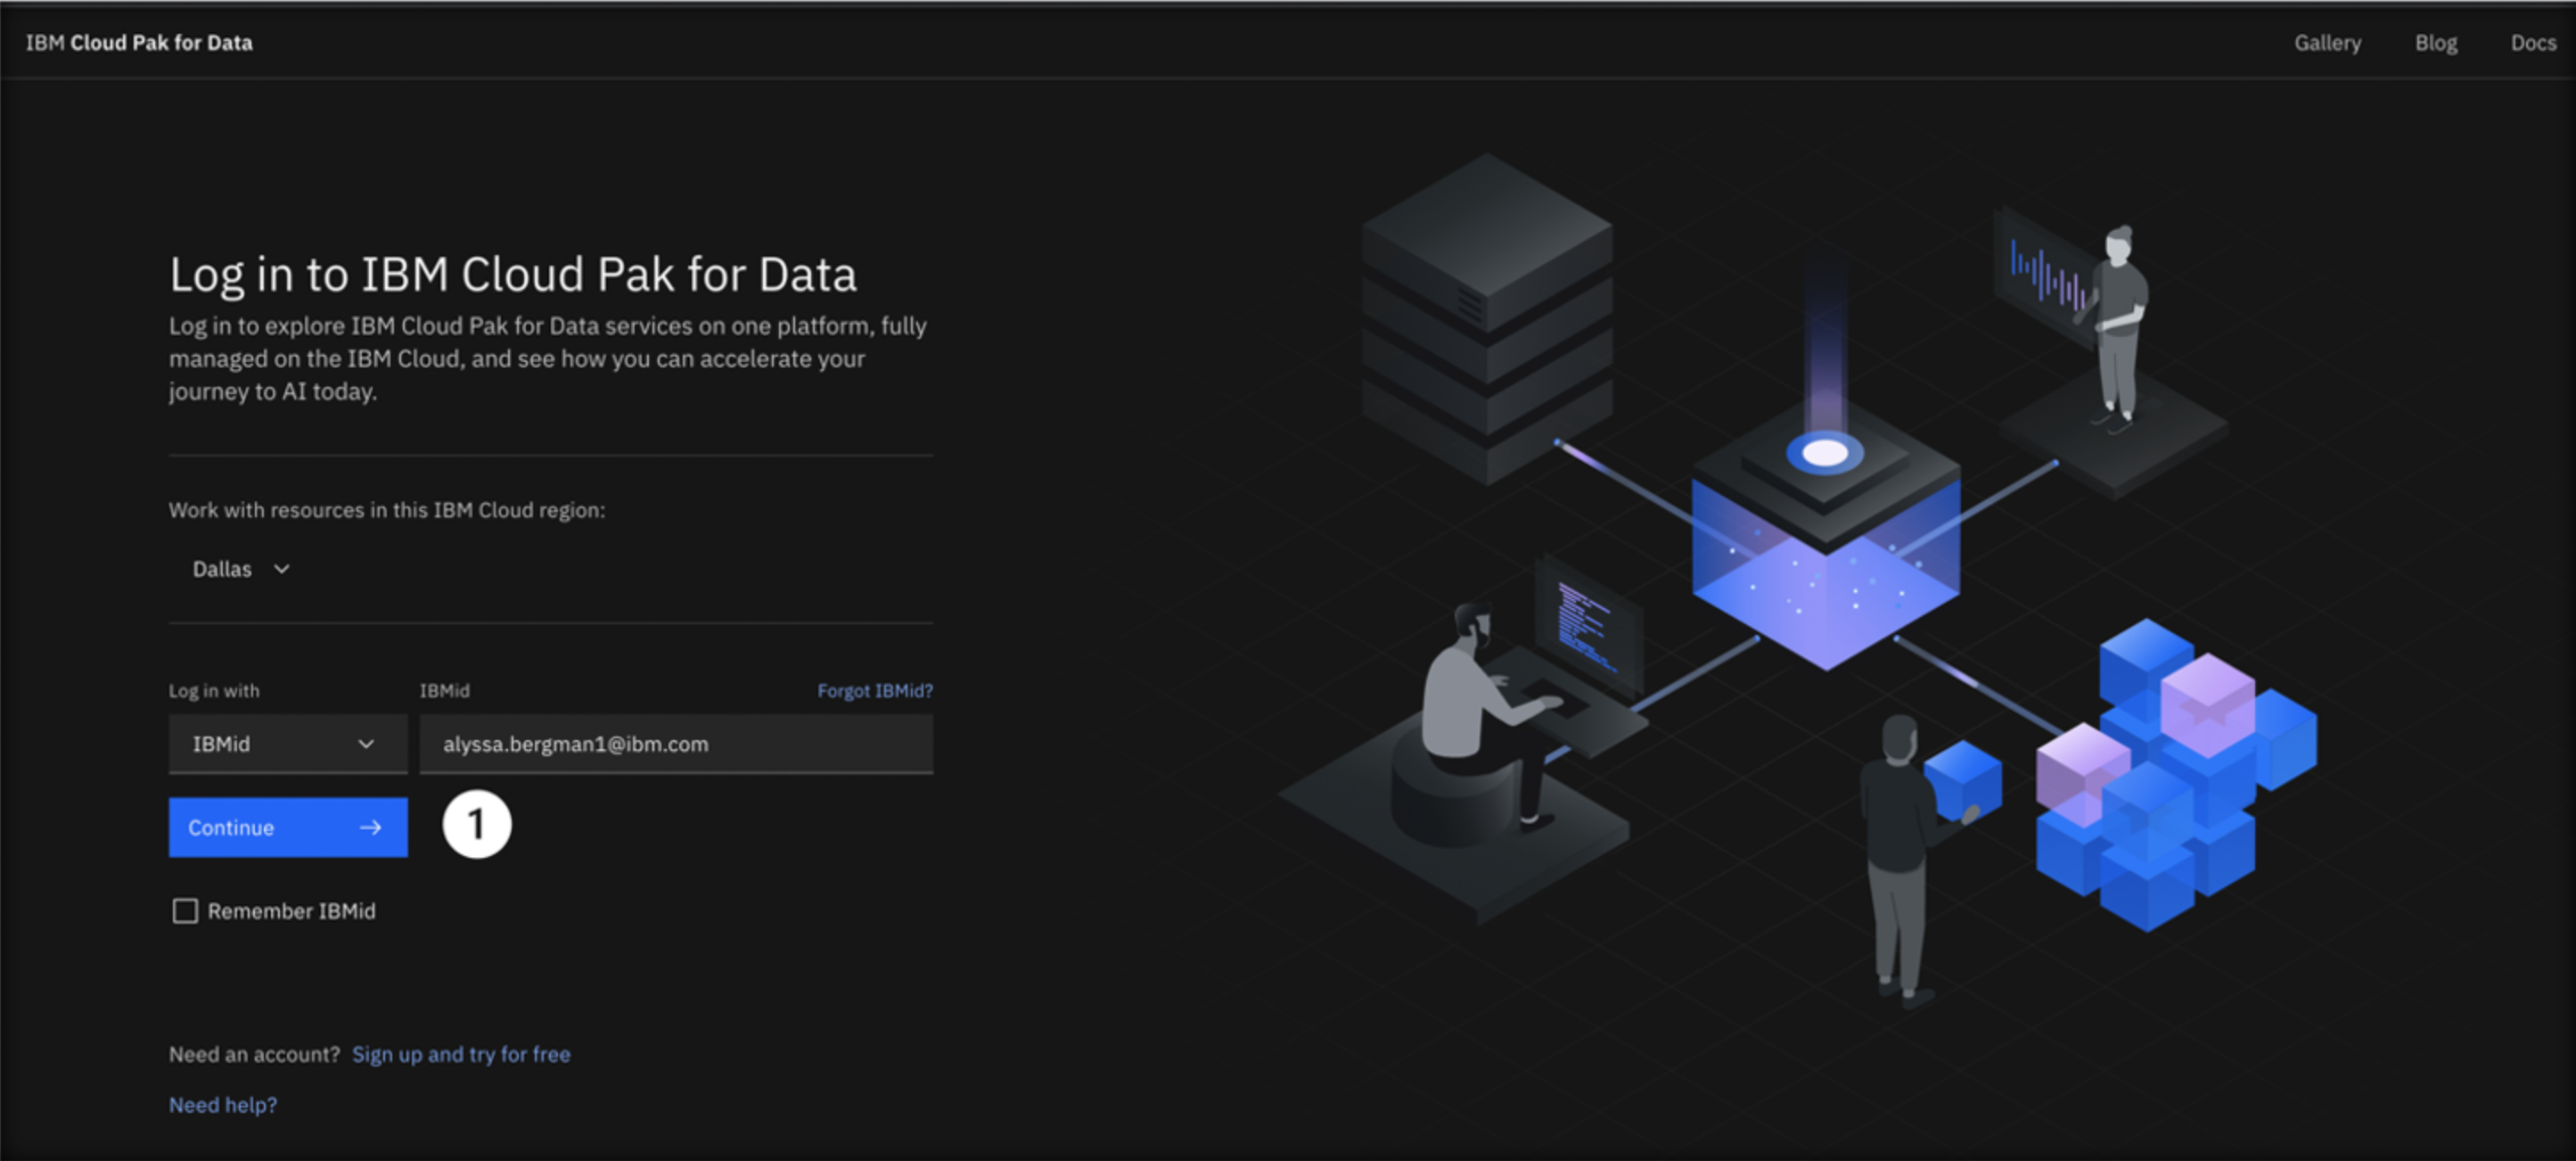 IBM Cloud Pak for Data
Gallery Blog Docs
Log in to IBM Cloud Pak for Data
Log in to explore IBM Cloud Pak for Data services on one platform, fully
managed on the IBM Cloud, and see how you can accelerate your
journey to AI today.
Work with resources in this IBM Cloud region:
Dallas
Log in with IBMid Forgot IBMid?
IBMid alyssa.bergman1@ibm.com
Continue 1
Remember IBMid
Need an account? Sign up and try for free
Need help?